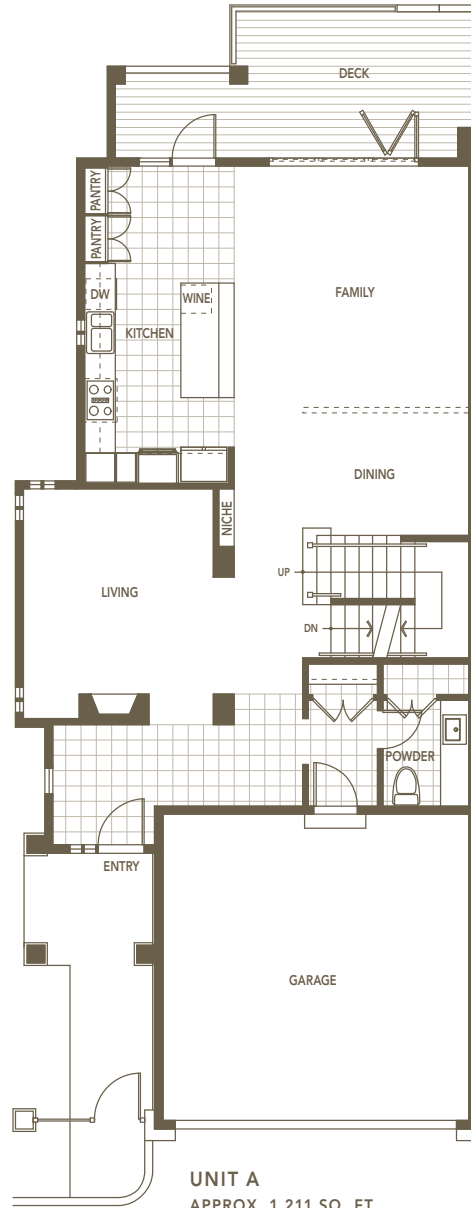 DECK
PANTRY
PANTRY
DW
WINE
FAMILY
KITCHEN
DINING
NICHE
UP
LIVING
DN
POWDER
ENTRY
GARAGE
UNIT A
APPROX. 1,211 SQ. FT.